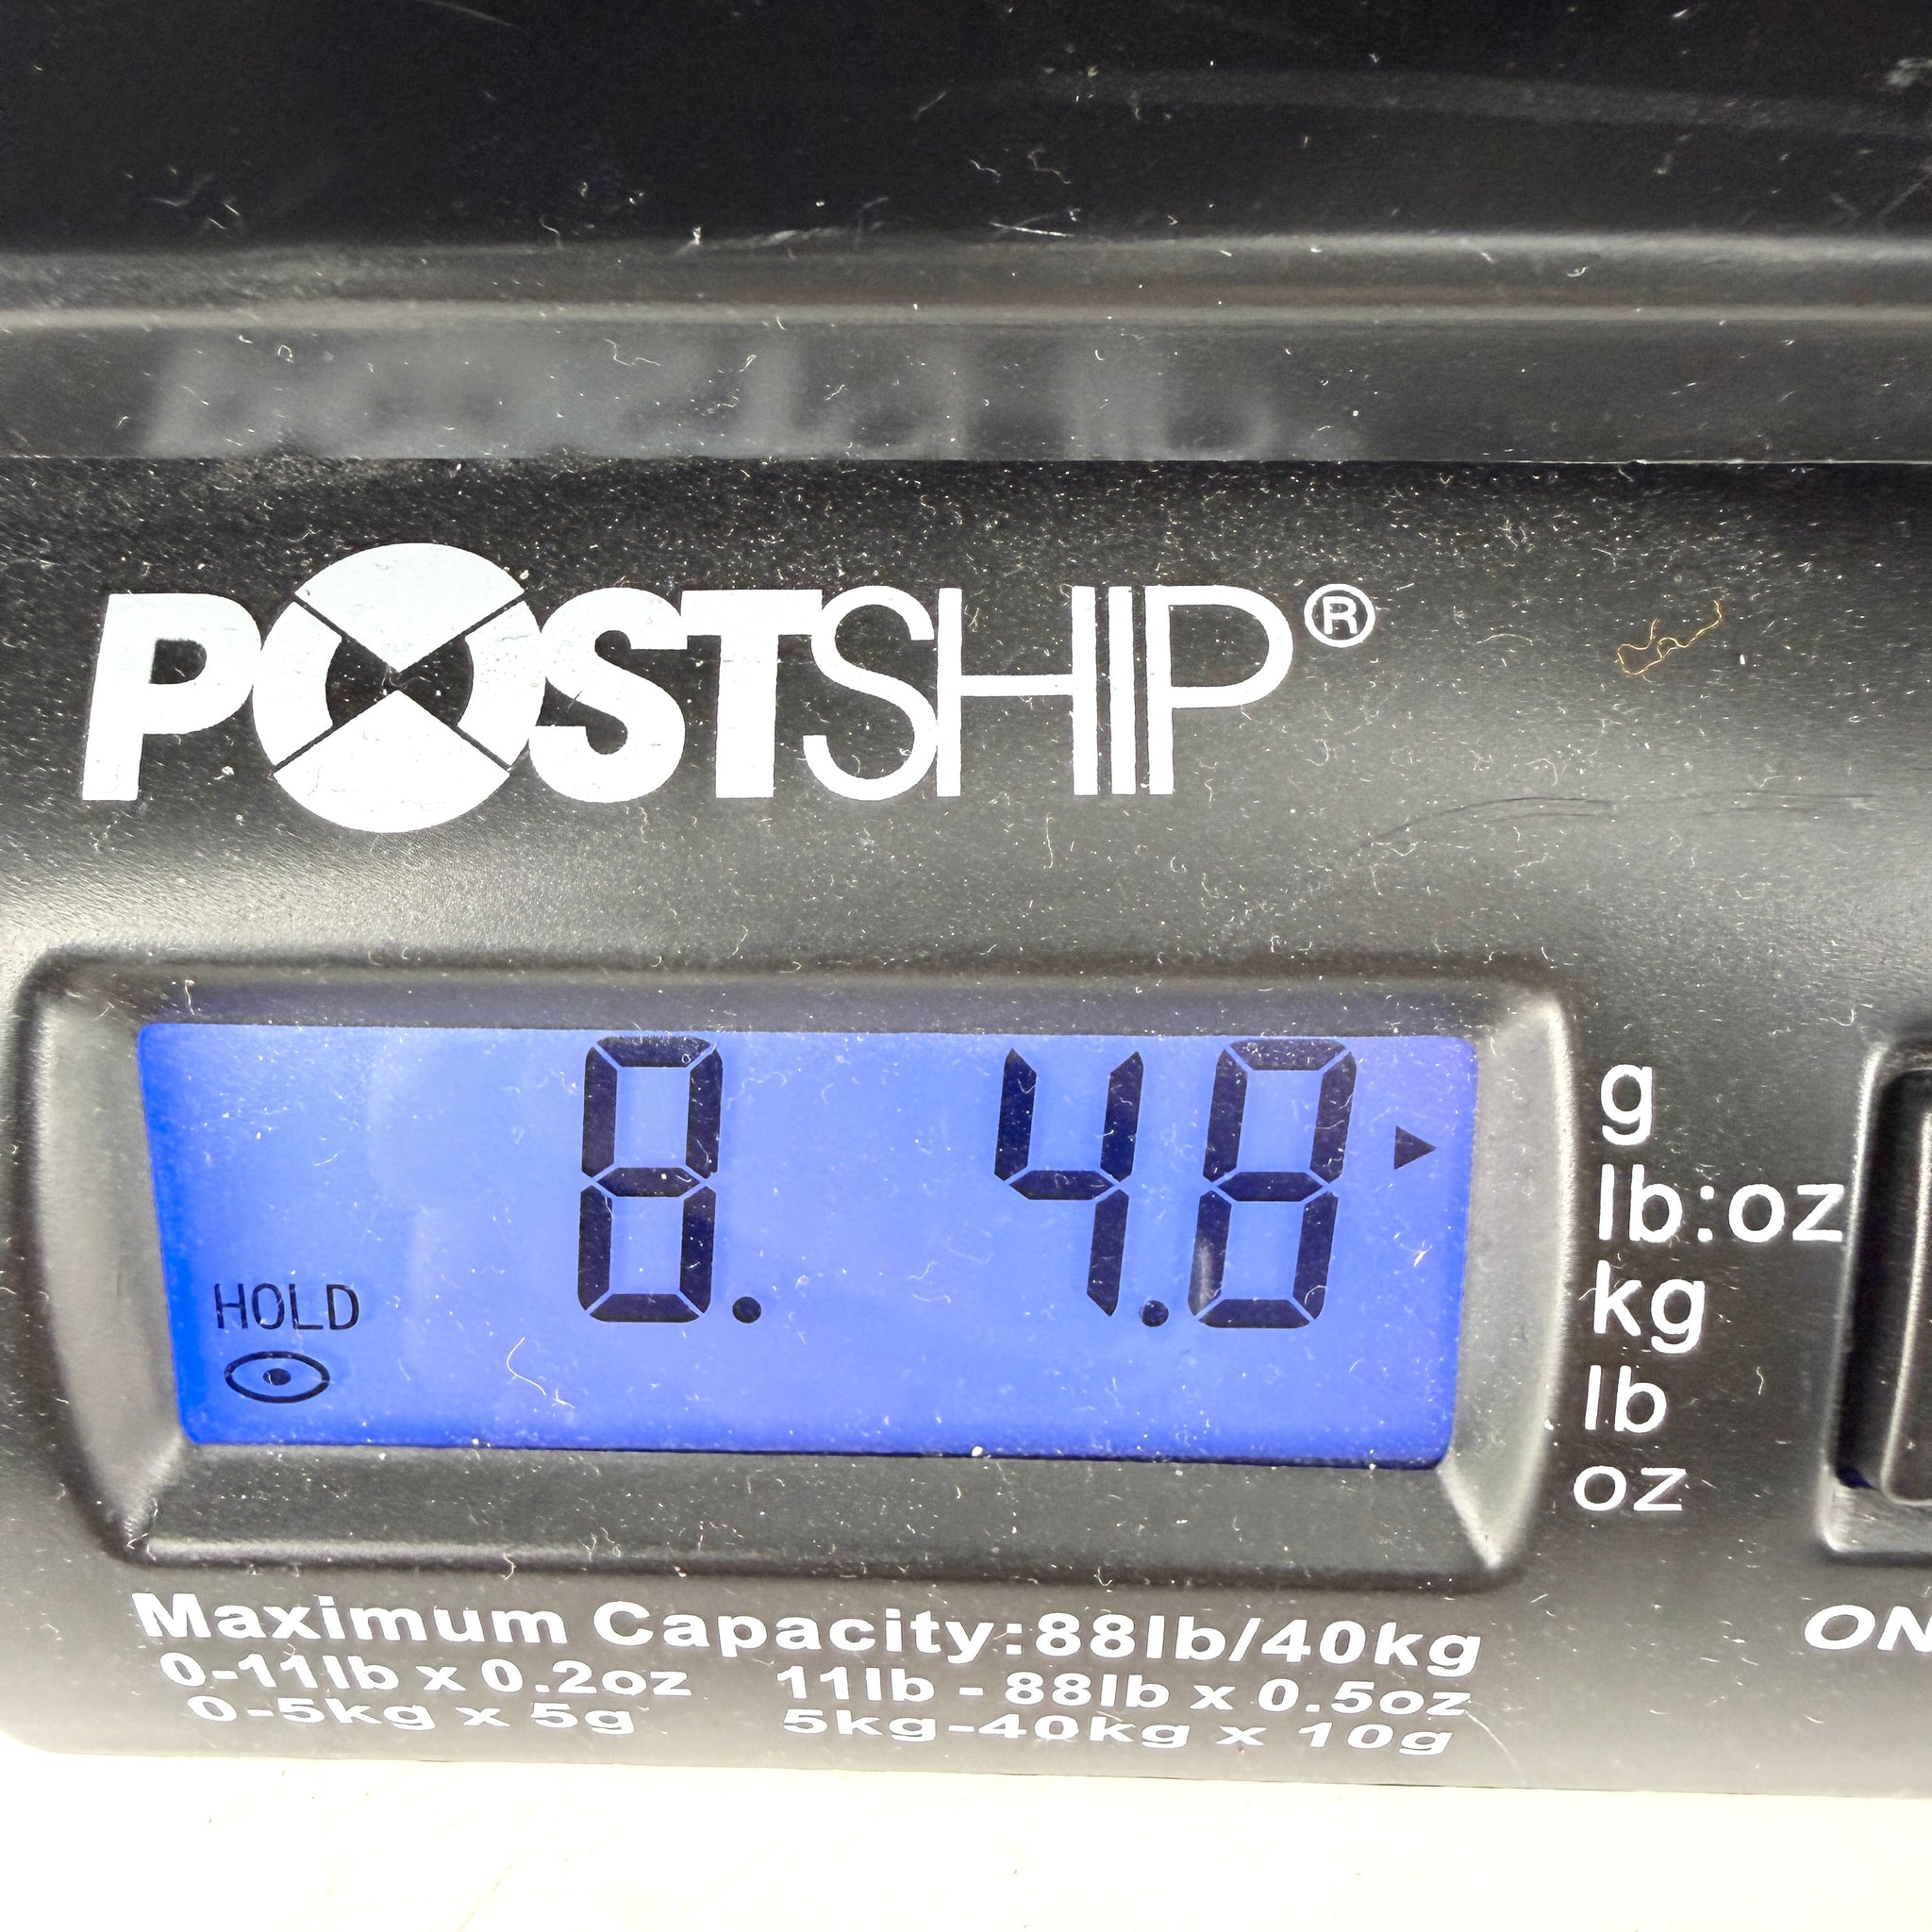 POSTSHIP®
8. 4.8
HOLD
g
lb:oz
kg
lb
oz
Maximum Capacity:88lb/40kg
0-11lb x 0.2oz 11lb - 88lb x 0.5oz
0-5kg x 5g 5kg-40kg x 10g
ON